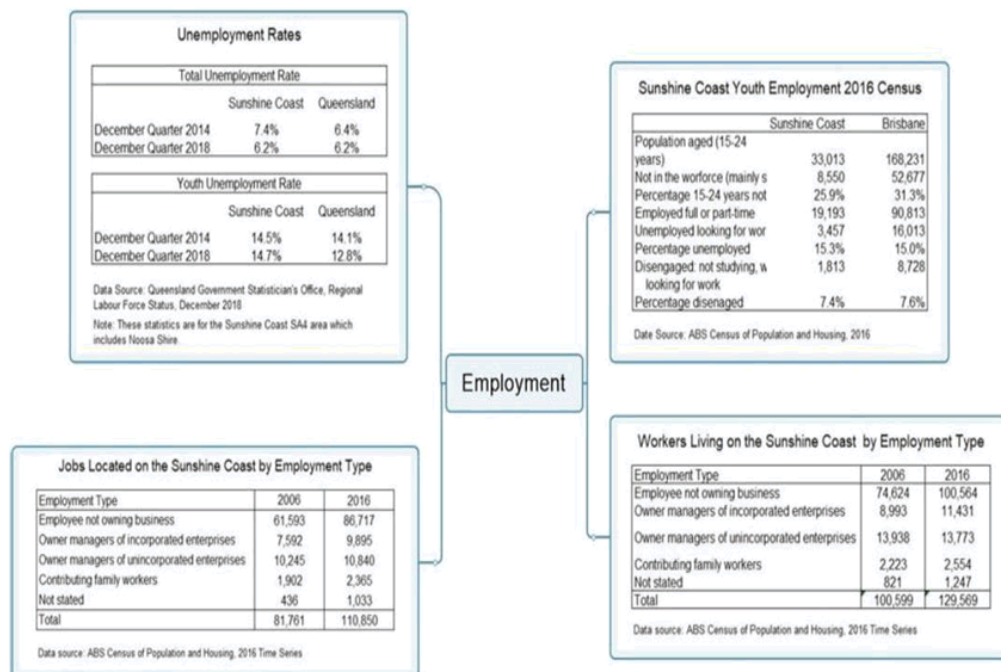 Unemployment Rates
Total Unemployment Rate
Sunshine Coast Queensland
December Quarter 2014 7.4% 6.4%
December Quarter 2018 6.2% 6.2%
Youth Unemployment Rate
Sunshine Coast Queensland
December Quarter 2014 14.5% 14.1%
December Quarter 2018 14.7% 12.8%
Data Source: Queensland Government Statistician's Office, Regional
Labour Force Status, December 2018
Note: These statistics are for the Sunshine Coast SA4 area which
includes Noosa Shire
Sunshine Coast Youth Employment 2016 Census
Sunshine Coast Brisbane
Population aged (15-24
years) 33,013 168,231
Not in the worforce (mainly s 8,550 52,677
Percentage 15-24 years not 25.9% 31.3%
Employed full or part-time 19,193 90,813
Unemployed looking for wor 3,457 16,013
Percentage unemployed 15.3% 15.0%
Disengaged: not studying, w 1,813 8,728
looking for work
Percentage disenaged 7.4% 7.6%
Date Source: ABS Census of Population and Housing, 2016
Employment
Jobs Located on the Sunshine Coast by Employment Type
Employment Type 2006 2016
Employee not owning business 61,593 86,717
Owner managers of incorporated enterprises 7,592 9,895
Owner managers of unincorporated enterprises 10,245 10,840
Contributing family workers 1,902 2,365
Not stated 436 1,033
Total 81,761 110,850
Data source: ABS Census of Population and Housing, 2016 Time Series
Workers Living on the Sunshine Coast by Employment Type
Employment Type 2006 2016
Employee not owning business 74,624 100,564
Owner managers of incorporated enterprises 8,993 11,431
Owner managers of unincorporated enterprises 13,938 13,773
Contributing family workers 2,223 2,554
Not stated 821 1,247
Total 100,599 129,569
Data source: ABS Census of Population and Housing, 2016 Time Series